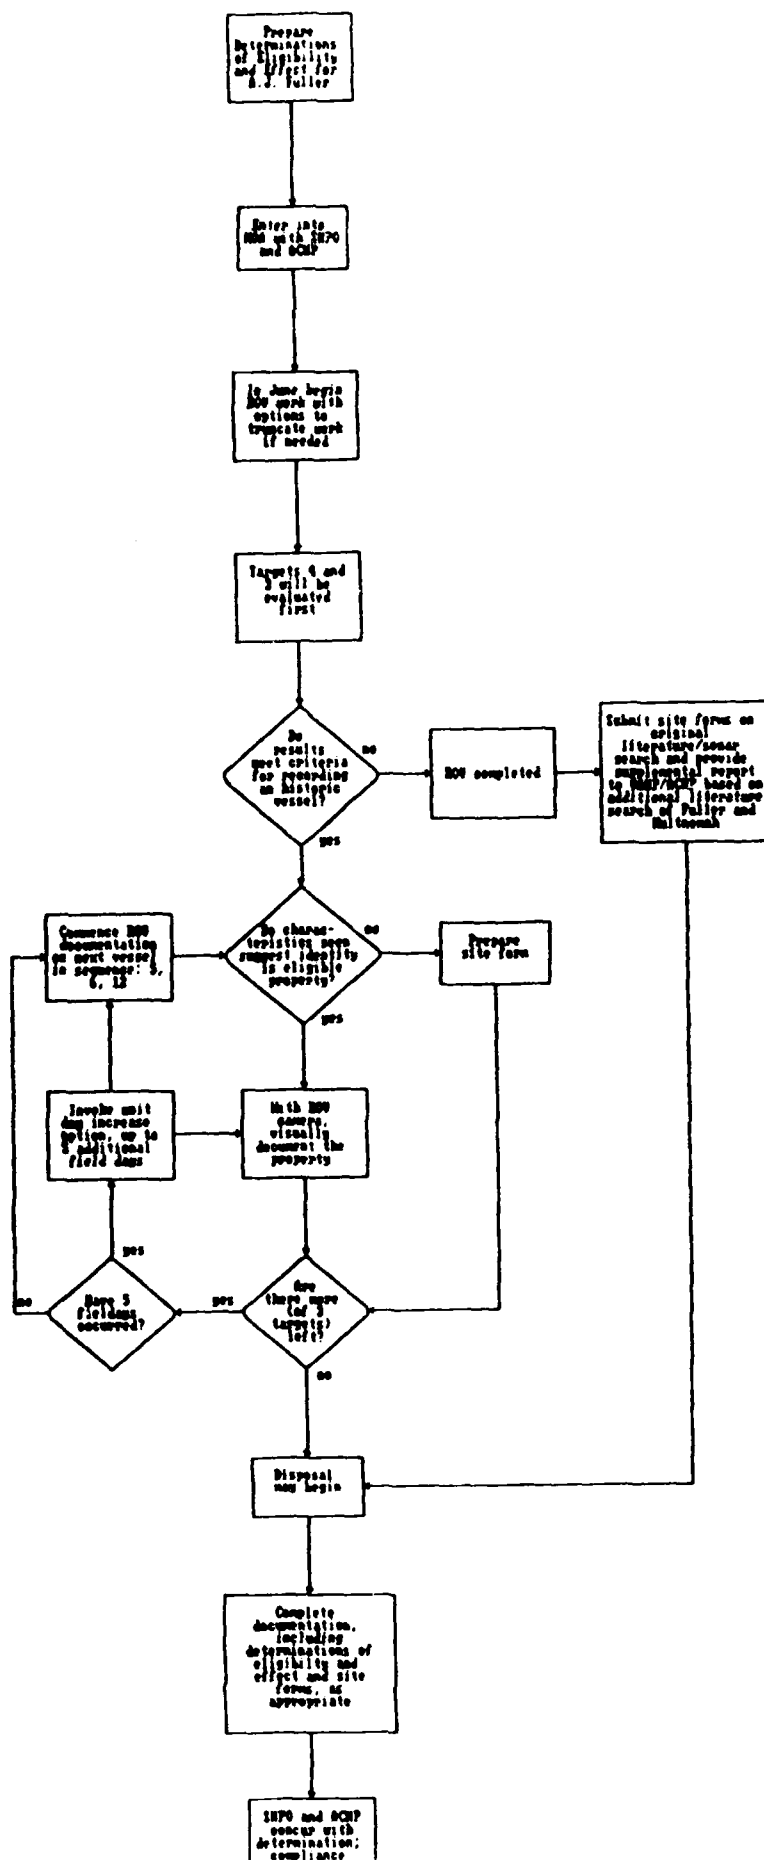 Prepare
Determinations
of Eligibility
and Effect for
A.J. Fuller
Enter into
MOA with SHPO
and ACHP
In June begin
ROV work with
options to
truncate work
if needed
Targets 4 and
3 will be
evaluated
first
Do
results
meet criteria
for recording
an historic
vessel?
no
yes
ROV completed
Submit site forms on
original
literature/sonar
search and provide
supplemental report
to /ACHP based on
additional literature
search of Fuller and
Multnomah
Do charac-
teristics seen
suggest identity
is eligible
property?
no
yes
Prepare
site form
Commence ROV
documentation
on next vessel
in sequence: 5,
6, 12
Invoke unit
day increase
option, up to
additional
field days
With ROV
camera,
visually
document the
property
Have 5
fielddays
occurred?
yes
no
Are
there more
(of 5
targets)
left?
yes
no
Disposal
may begin
Complete
documentation,
including
determinations of
eligibilty and
effect and site
forms, as
appropriate
SHPO and ACHP
concur with
determination;
compliance